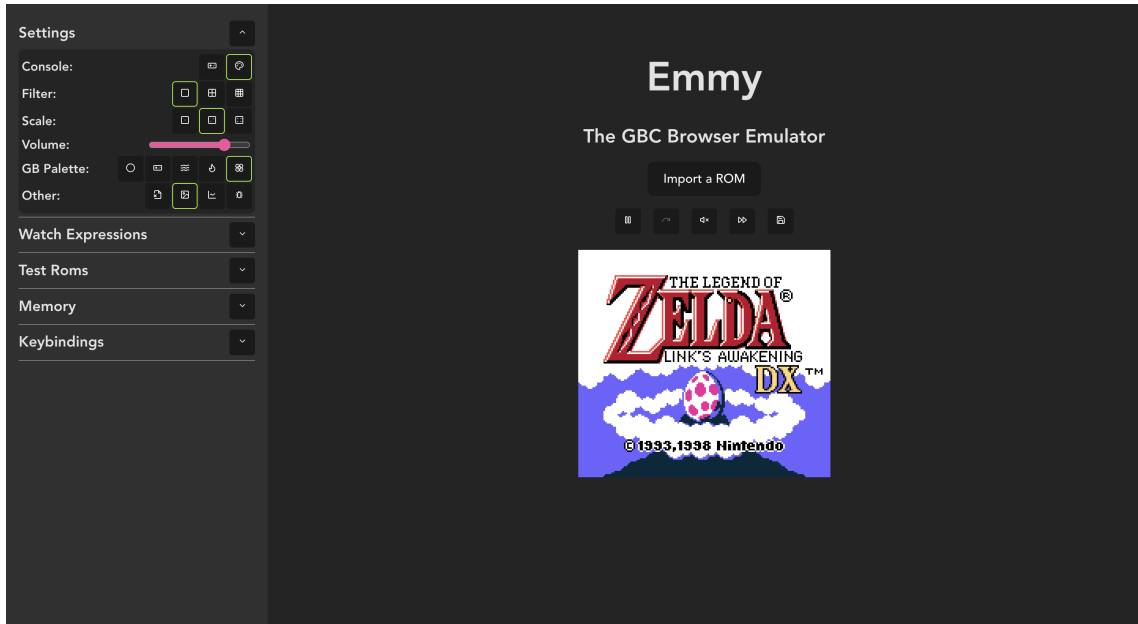 Settings
Console:
Filter:
Scale:
Volume:
GB Palette:
Other:
Watch Expressions
Test Roms
Memory
Keybindings
Emmy
The GBC Browser Emulator
Import a ROM
THE LEGEND OF
ZELDA®
LINK'S AWAKENING
DX™
©1993,1998 Nintendo